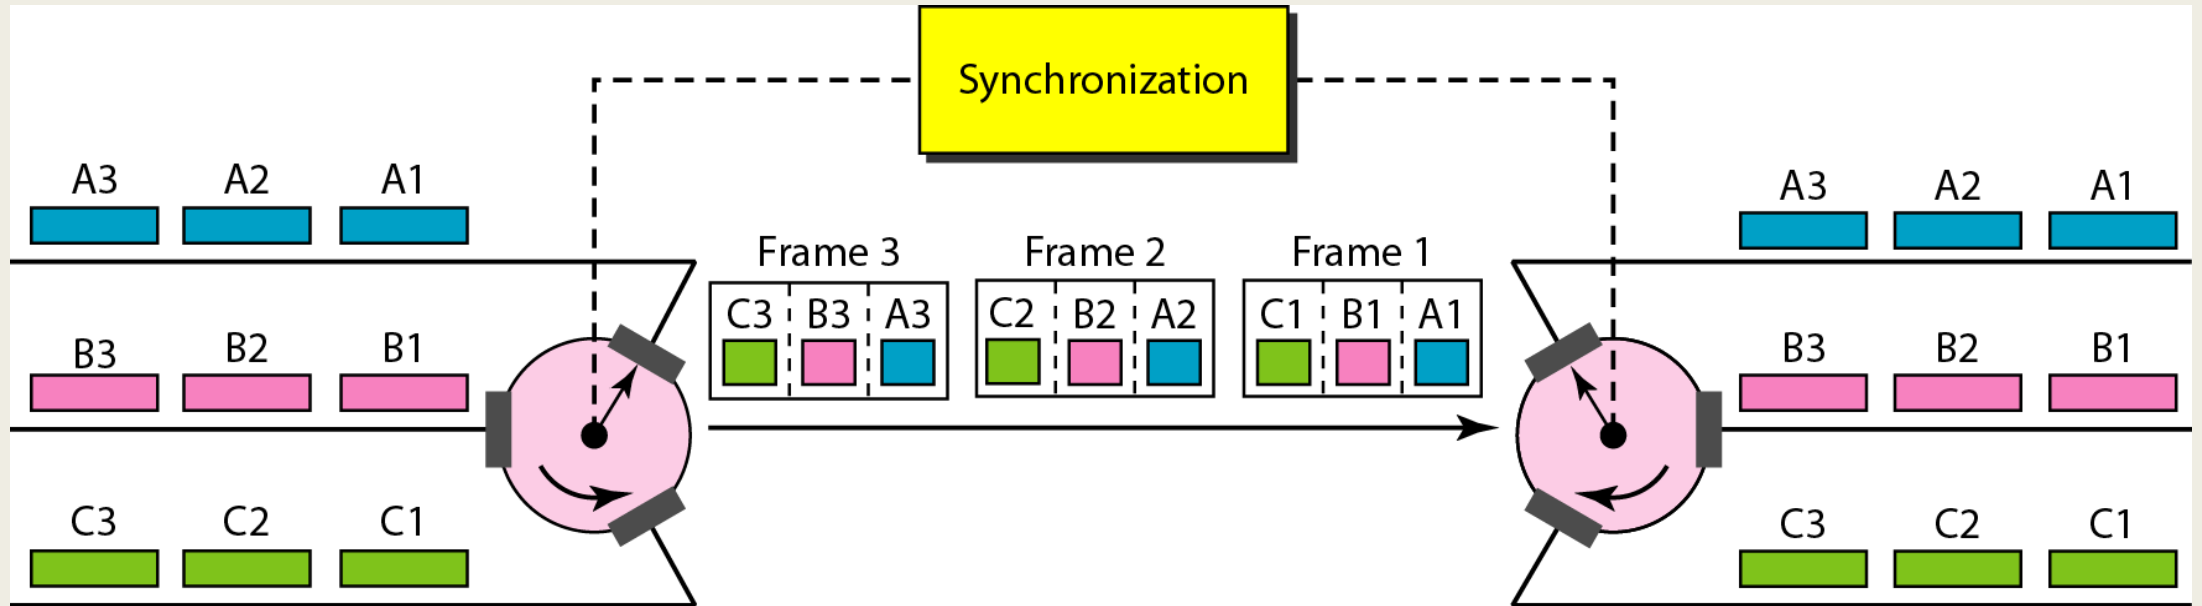 Synchronization
A3 A2 A1
A3 A2 A1
Frame 3 Frame 2 Frame 1
C3 B3 A3 C2 B2 A2 C1 B1 A1
B3 B2 B1
B3 B2 B1
C3 C2 C1
C3 C2 C1